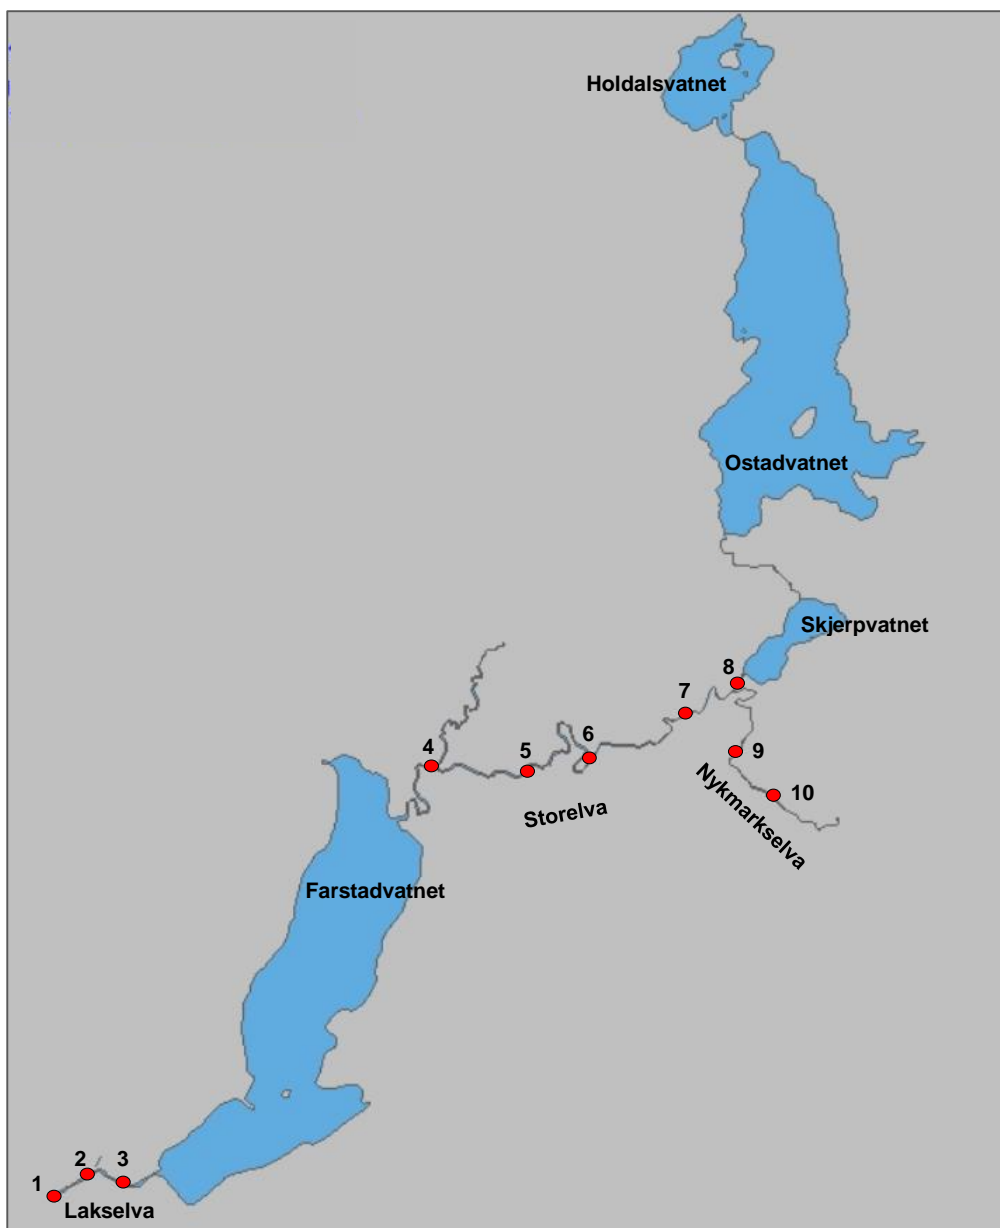 Holdalsvatnet
Ostadvatnet
Skjerpvatnet
8
7
6
5
4
9
10
Nykmarkselva
Storelva
Farstadvatnet
3
2
1
Lakselva